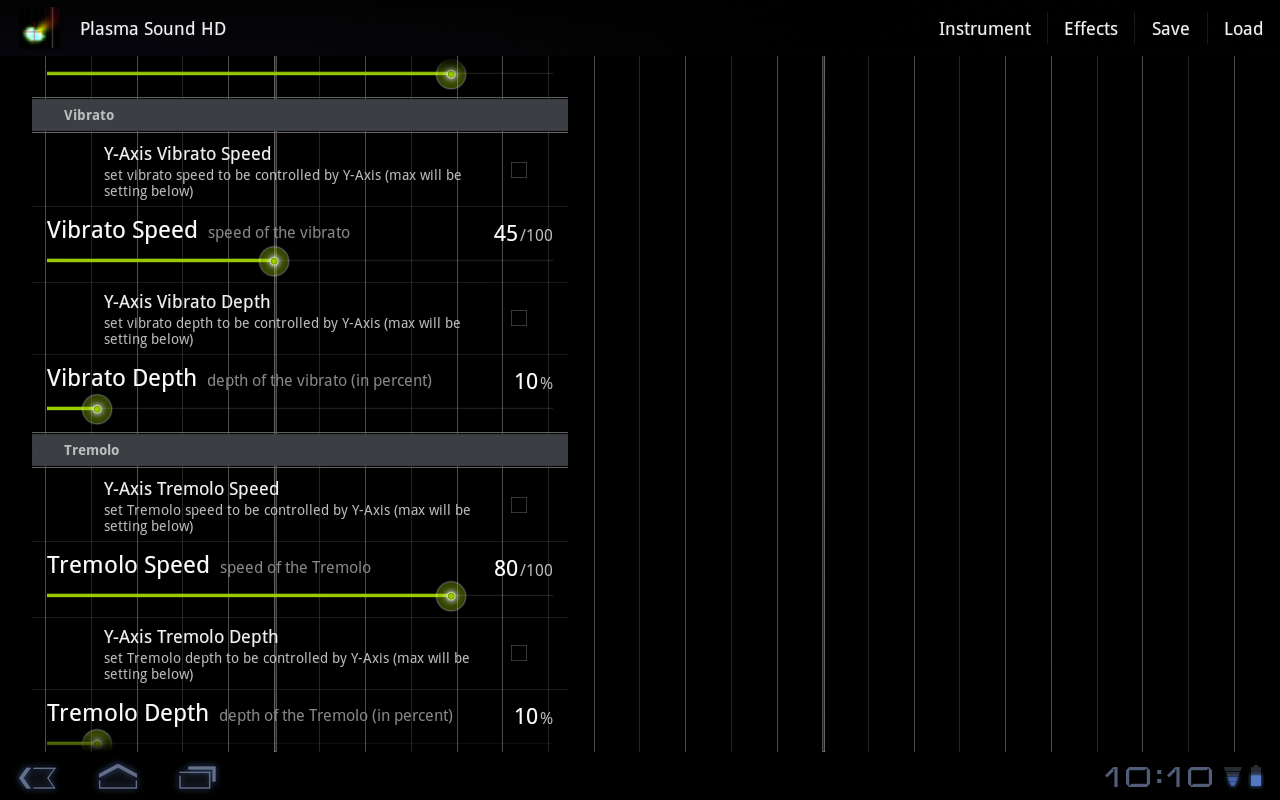 Plasma Sound HD
Instrument
Effects
Save
Load
Vibrato
Y-Axis Vibrato Speed
set vibrato speed to be controlled by Y-Axis (max will be
setting below)
Vibrato Speed speed of the vibrato 45/100
Y-Axis Vibrato Depth
set vibrato depth to be controlled by Y-Axis (max will be
setting below)
Vibrato Depth depth of the vibrato (in percent) 10%
Tremolo
Y-Axis Tremolo Speed
set Tremolo speed to be controlled by Y-Axis (max will be
setting below)
Tremolo Speed speed of the Tremolo 80/100
Y-Axis Tremolo Depth
set Tremolo depth to be controlled by Y-Axis (max will be
setting below)
Tremolo Depth depth of the Tremolo (in percent) 10%
10:10